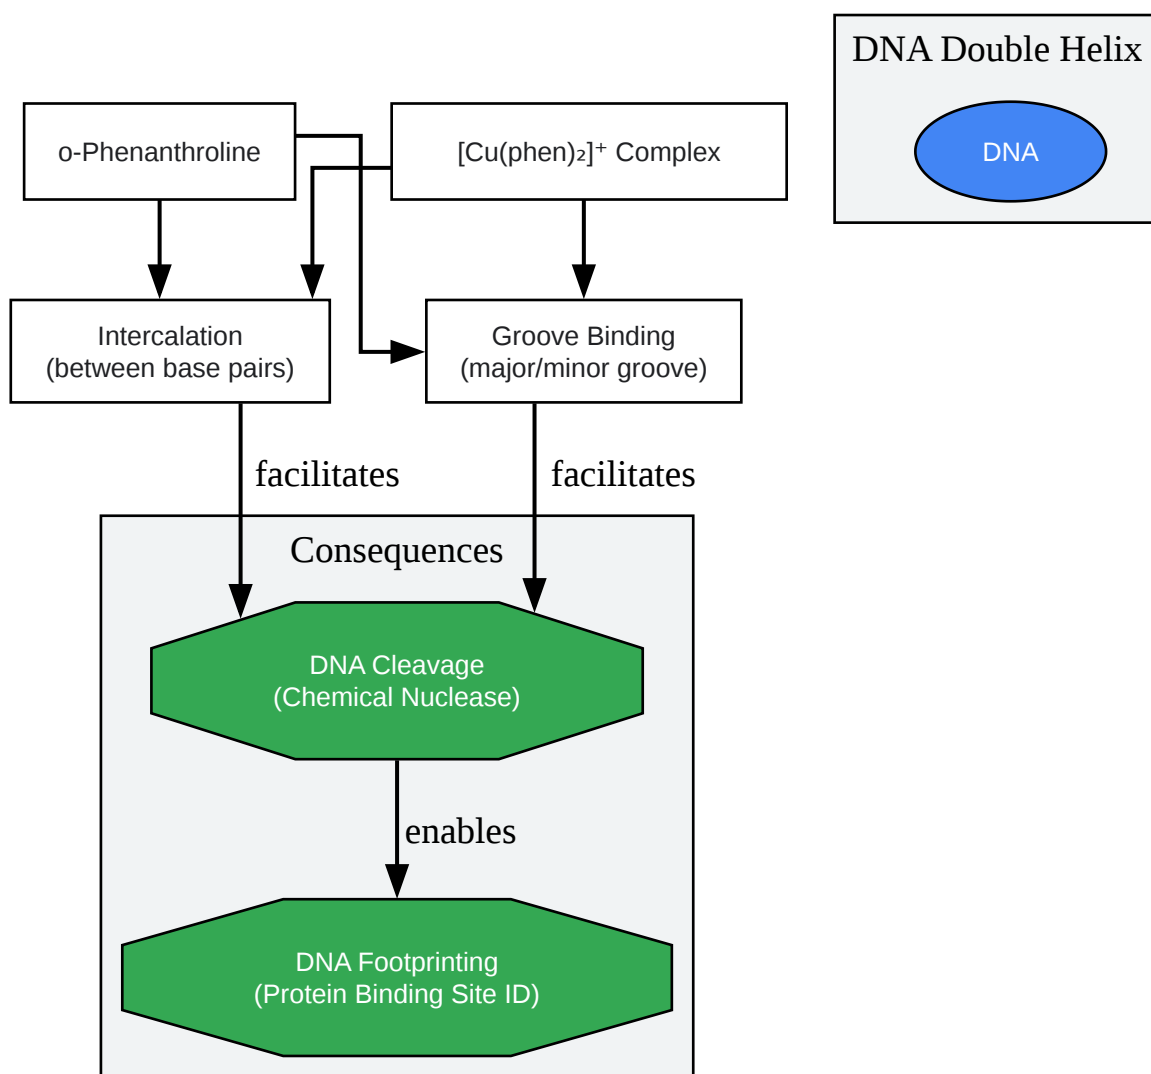 DNA Double Helix
DNA
o-Phenanthroline
[Cu(phen)₂]⁺ Complex
Intercalation
(between base pairs)
Groove Binding
(major/minor groove)
facilitates
facilitates
Consequences
DNA Cleavage
(Chemical Nuclease)
enables
DNA Footprinting
(Protein Binding Site ID)